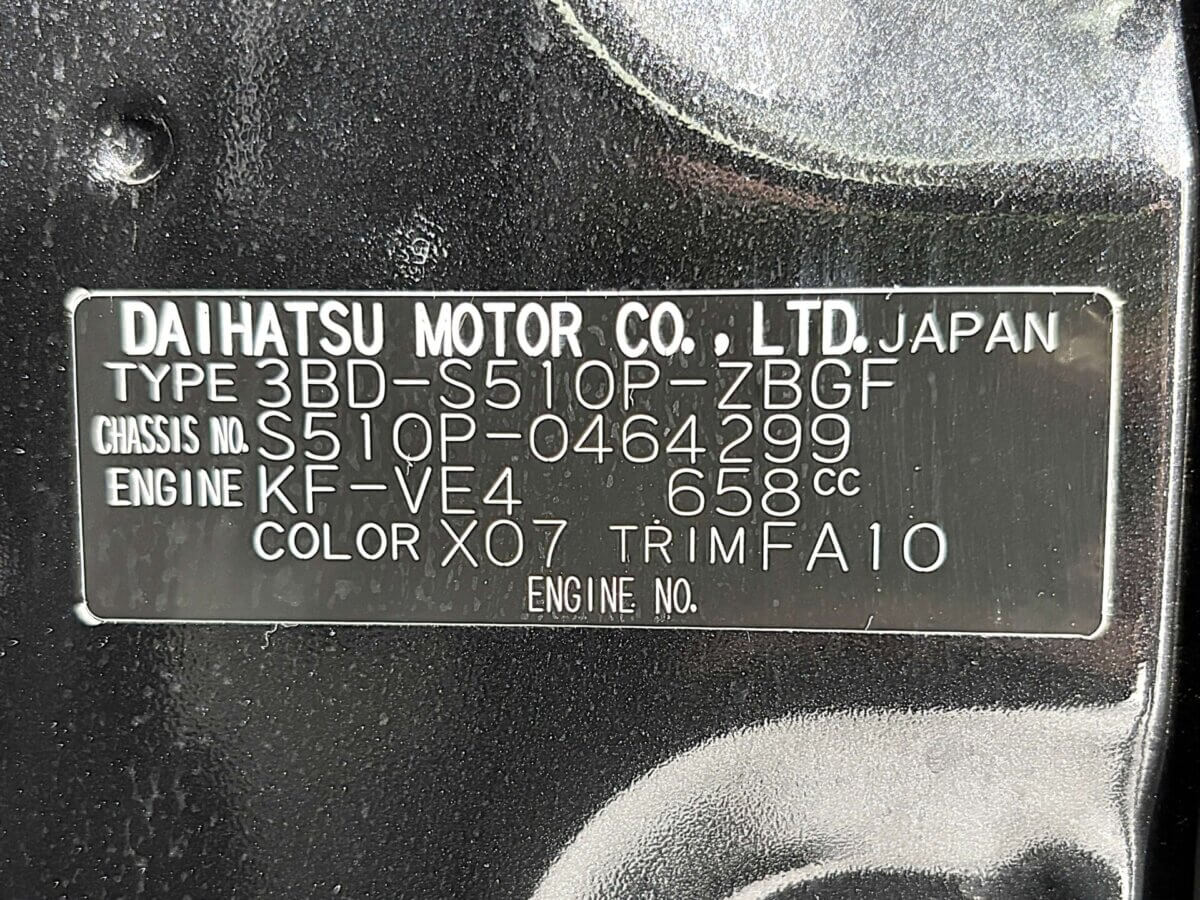 DAIHATSU MOTOR CO., LTD. JAPAN
TYPE 3BD-S510P-ZBGF
CHASSIS NO. S510P-0464299
ENGINE KF-VE4 658cc
COLOR X07 TRIM FA10
ENGINE NO.